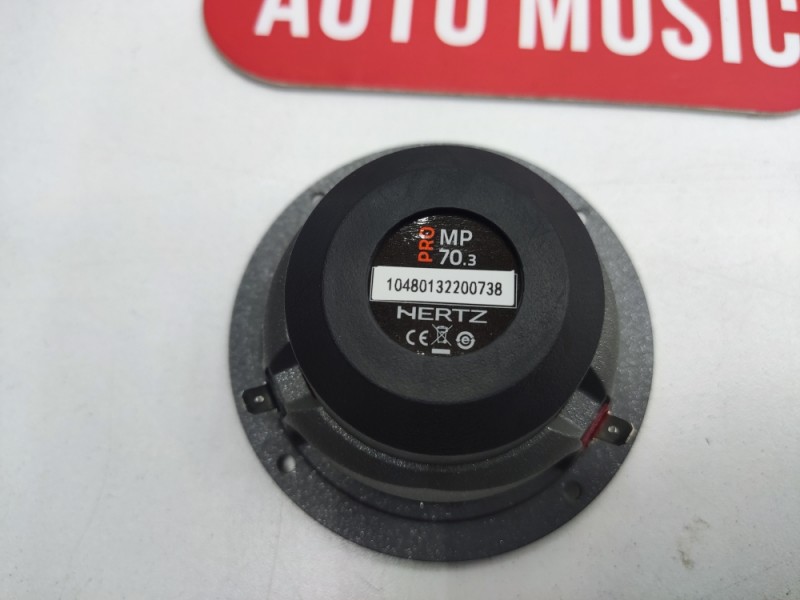 AUTO MUSIC
PRO
MP
70.3
10480132200738
HERTZ
CE